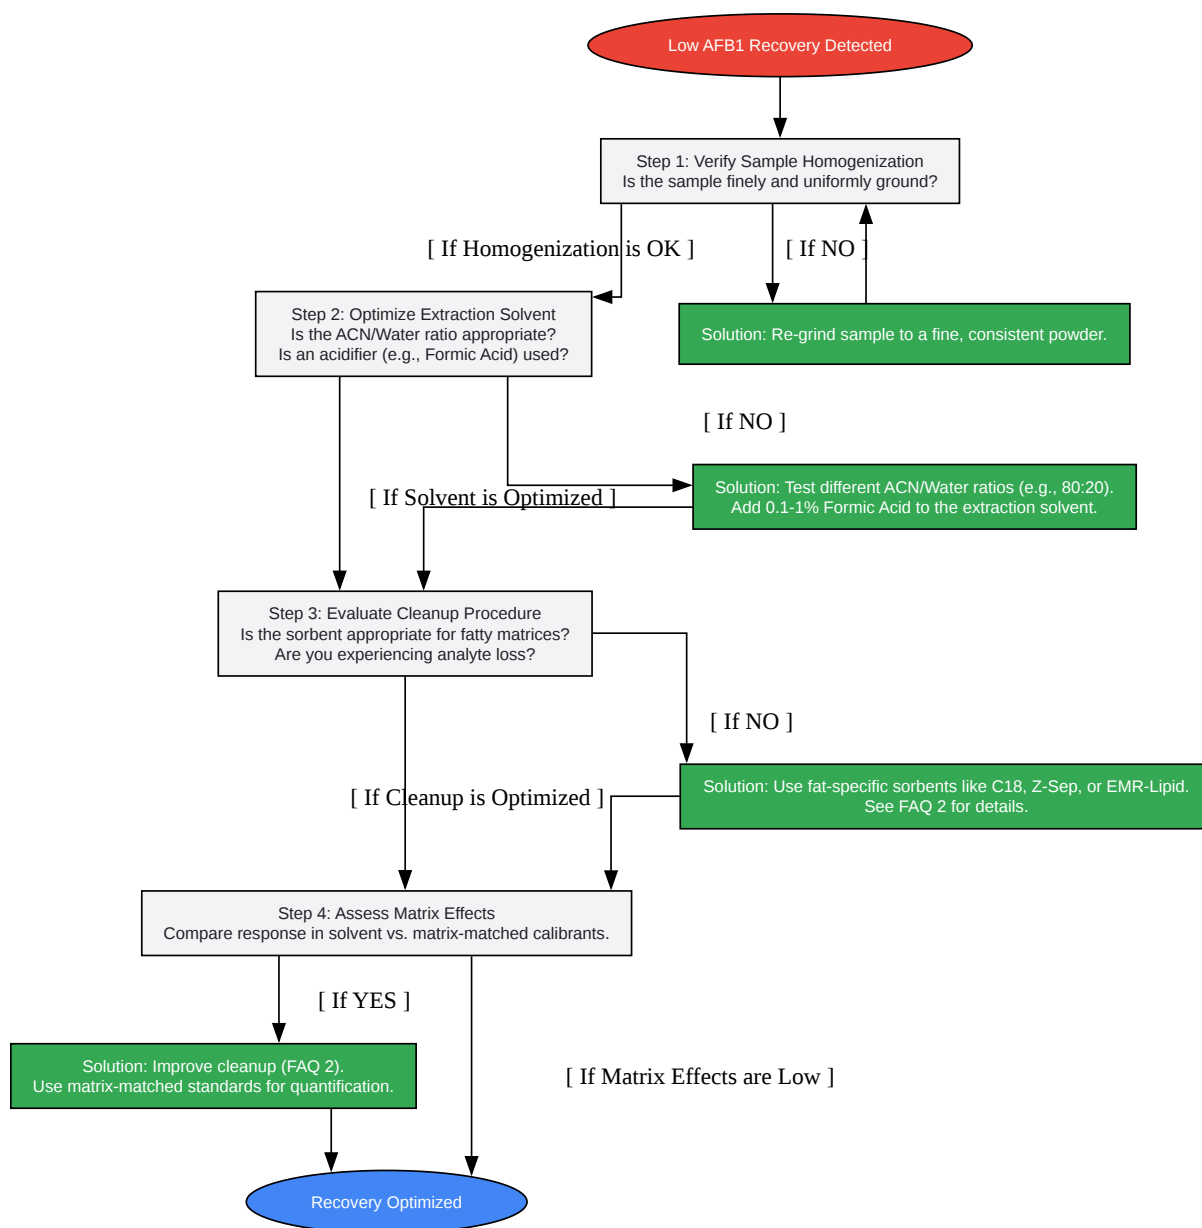 Low AFB1 Recovery Detected
Step 1: Verify Sample Homogenization
Is the sample finely and uniformly ground?
[ If Homogenization is OK ]
[ If NO ]
Step 2: Optimize Extraction Solvent
Is the ACN/Water ratio appropriate?
Is an acidifier (e.g., Formic Acid) used?
Solution: Re-grind sample to a fine, consistent powder.
[ If NO ]
[ If Solvent is Optimized ]
Solution: Test different ACN/Water ratios (e.g., 80:20).
Add 0.1-1% Formic Acid to the extraction solvent.
Step 3: Evaluate Cleanup Procedure
Is the sorbent appropriate for fatty matrices?
Are you experiencing analyte loss?
[ If NO ]
[ If Cleanup is Optimized ]
Solution: Use fat-specific sorbents like C18, Z-Sep, or EMR-Lipid.
See FAQ 2 for details.
Step 4: Assess Matrix Effects
Compare response in solvent vs. matrix-matched calibrants.
[ If YES ]
Solution: Improve cleanup (FAQ 2).
Use matrix-matched standards for quantification.
[ If Matrix Effects are Low ]
Recovery Optimized